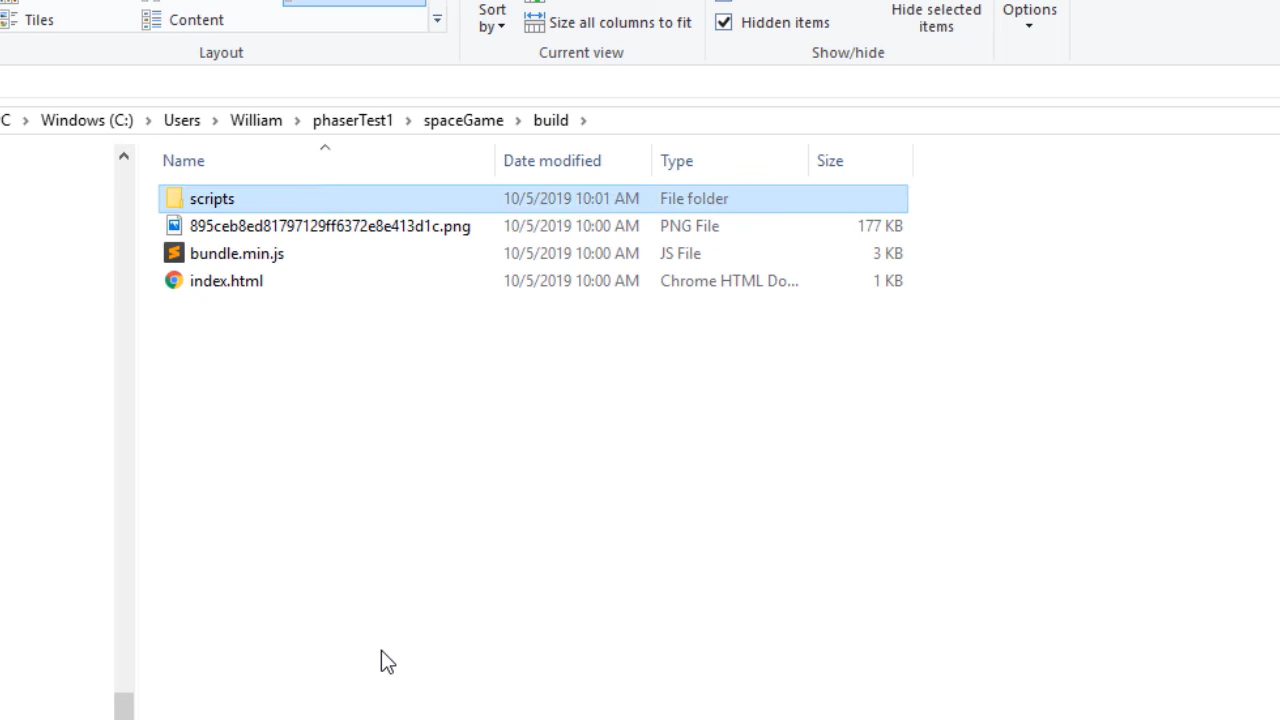 Tiles
Content
Sort by
Size all columns to fit
Hidden items
Hide selected items
Options
Layout
Current view
Show/hide
PC > Windows (C:) > Users > William > phaserTest1 > spaceGame > build >
Name Date modified Type Size
scripts 10/5/2019 10:01 AM File folder
895ceb8ed81797129ff6372e8e413d1c.png 10/5/2019 10:00 AM PNG File 177 KB
bundle.min.js 10/5/2019 10:00 AM JS File 3 KB
index.html 10/5/2019 10:00 AM Chrome HTML Do... 1 KB